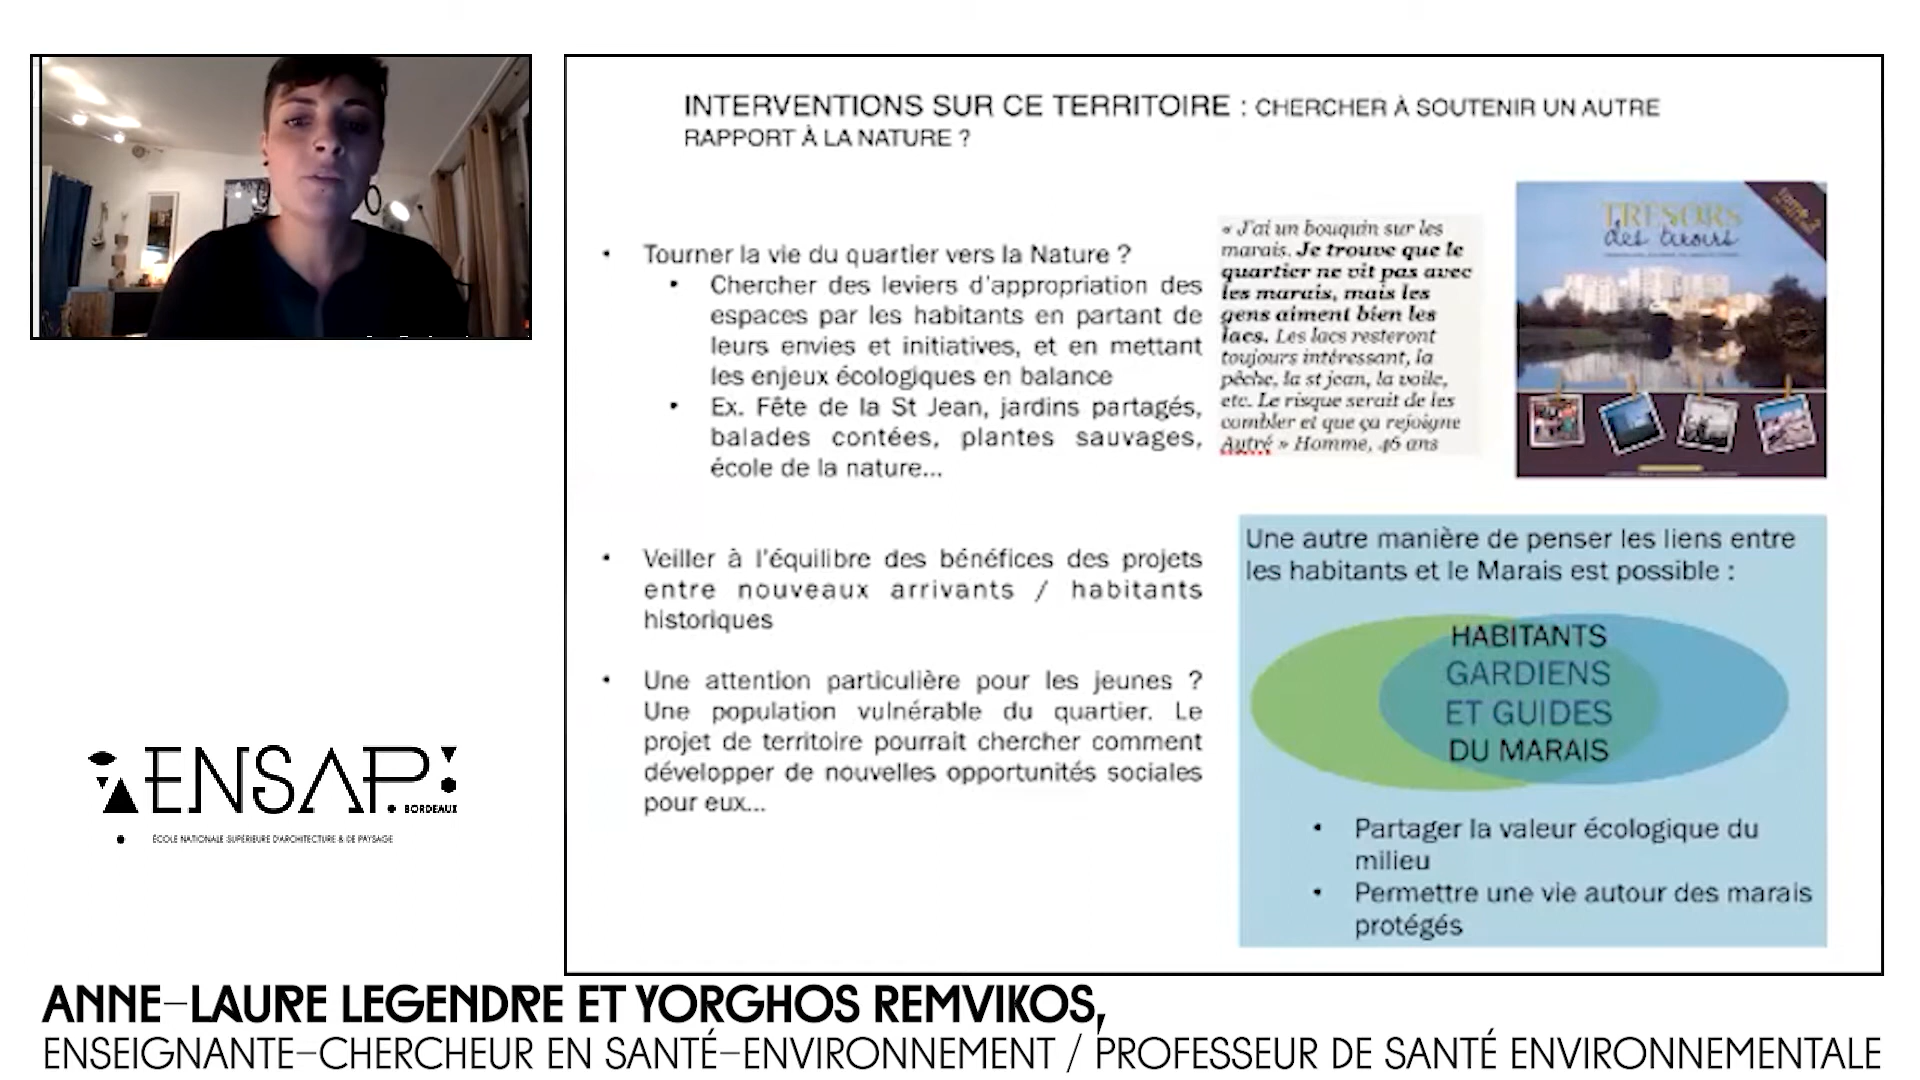 INTERVENTIONS SUR CE TERRITOIRE : CHERCHER À SOUTENIR UN AUTRE
RAPPORT À LA NATURE ?
• Tourner la vie du quartier vers la Nature ?
• Chercher des leviers d'appropriation des
espaces par les habitants en partant de
leurs envies et initiatives, et en mettant
les enjeux écologiques en balance
• Ex. Fête de la St Jean, jardins partagés,
balades contées, plantes sauvages,
école de la nature...
• Veiller à l'équilibre des bénéfices des projets
entre nouveaux arrivants / habitants
historiques
• Une attention particulière pour les jeunes ?
Une population vulnérable du quartier. Le
projet de territoire pourrait chercher comment
développer de nouvelles opportunités sociales
pour eux...
« J'ai un bouquin sur les
marais. Je trouve que le
quartier ne vit pas avec
les marais, mais les
gens aiment bien les
lacs. Les lacs resteront
toujours intéressant, la
pêche, la st jean, la voile,
etc. Le risque serait de les
combler et que ça rejoigne
Autré » Homme, 46 ans
TRÉSORS
des tiroirs
Une autre manière de penser les liens entre
les habitants et le Marais est possible :
HABITANTS
GARDIENS
ET GUIDES
DU MARAIS
• Partager la valeur écologique du
milieu
• Permettre une vie autour des marais
protégés
ENSAP
BORDEAUX
ÉCOLE NATIONALE SUPÉRIEURE D'ARCHITECTURE & DE PAYSAGE
ANNE-LAURE LEGENDRE ET YORGHOS REMVIKOS,
ENSEIGNANTE-CHERCHEUR EN SANTÉ-ENVIRONNEMENT / PROFESSEUR DE SANTÉ ENVIRONNEMENTALE